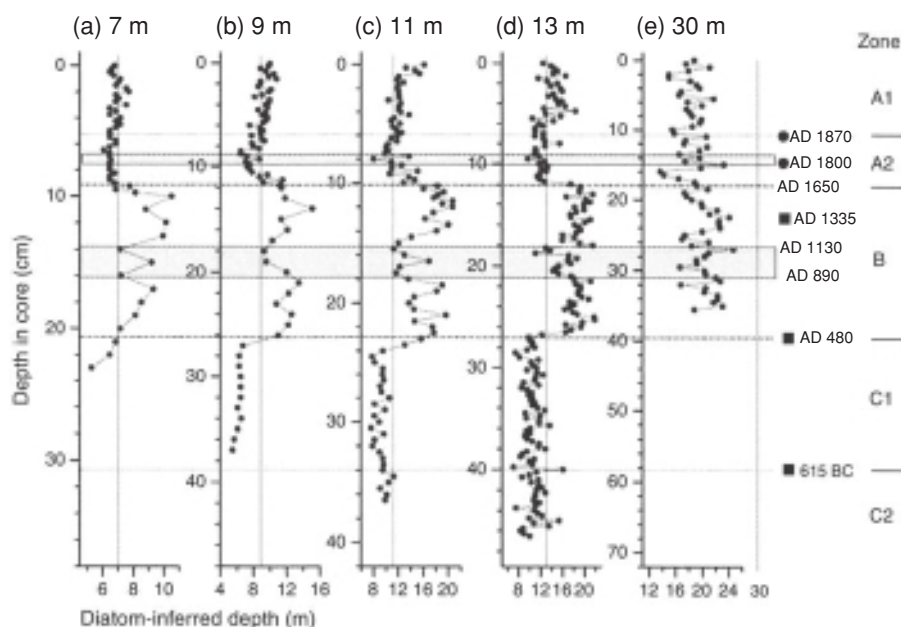 (a) 7 m (b) 9 m (c) 11 m (d) 13 m (e) 30 m
Zone
Depth in core (cm)
0
10
20
30
0
10
20
30
40
0
10
20
30
40
0
10
20
30
40
0
10
20
30
40
50
60
70
A1
AD 1870
A2
AD 1800
AD 1650
AD 1335
AD 1130
B
AD 890
AD 480
C1
615 BC
C2
6 8 10
4 8 12 16
4 8 12 16 20
8 12 16 20
12 16 20 24 30
Diatom-inferred depth (m)